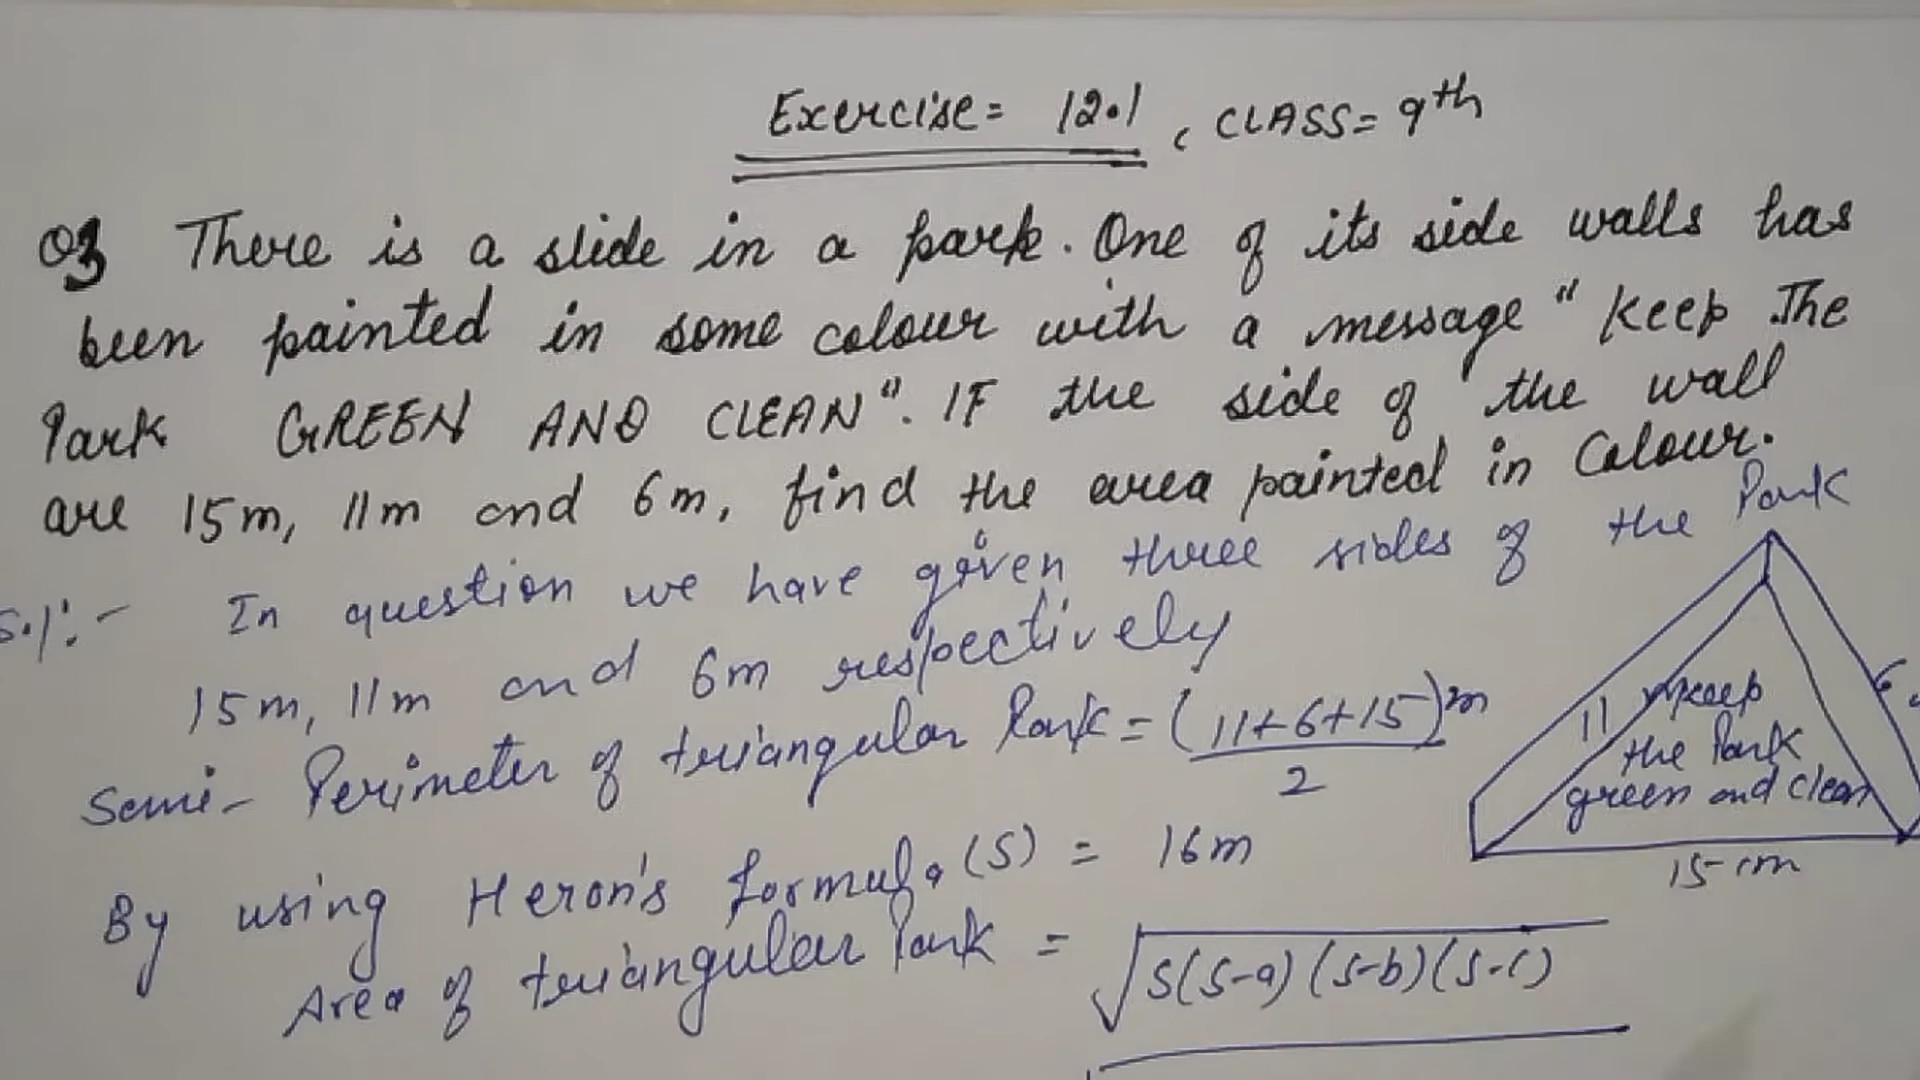 Exercise = 12.1, CLASS = 9th
Q3 There is a slide in a park. One of its side walls has
been painted in some colour with a message "keep The
Park GREEN AND CLEAN". IF the side of the wall
are 15m, 11m and 6m, find the area painted in Colour.
Sol:- In question we have given three sides of the Park
15m, 11m and 6m respectively
Semi-Perimeter of triangular Park = (11+6+15)m
2
(S) = 16m
By using Heron's formula
Area of triangular Park = √S(S-a)(S-b)(S-c)
11
6
keep
the Park
green and clean
15 cm